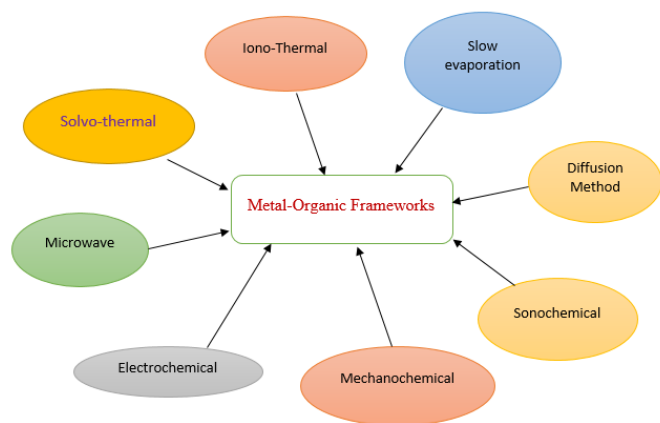 Iono-Thermal
Slow
evaporation
Solvo-thermal
Diffusion
Method
Metal-Organic Frameworks
Microwave
Sonochemical
Electrochemical
Mechanochemical